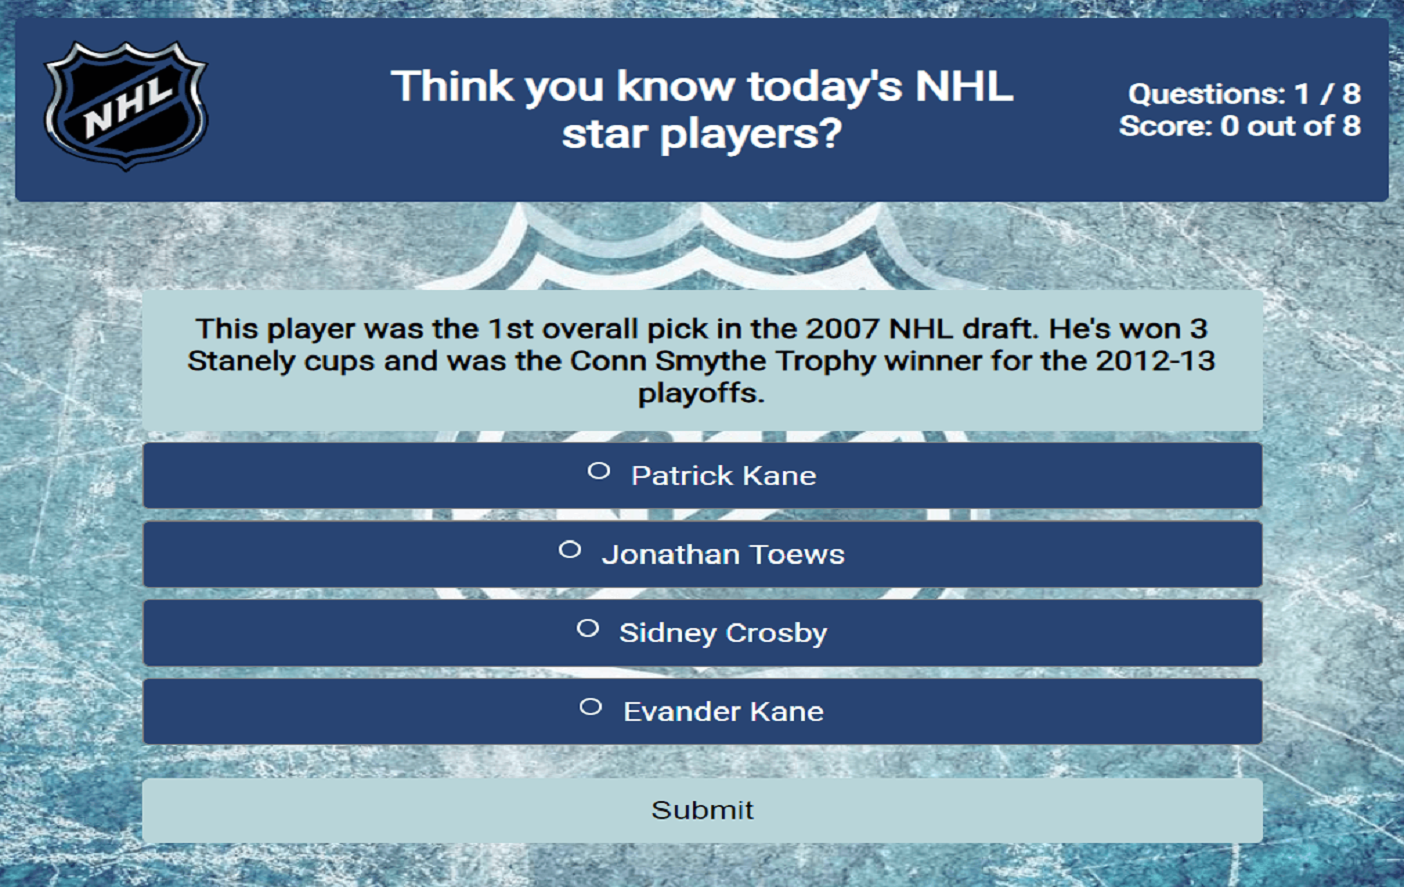 NHL
Think you know today's NHL
star players?
Questions: 1 / 8
Score: 0 out of 8
This player was the 1st overall pick in the 2007 NHL draft. He's won 3
Stanely cups and was the Conn Smythe Trophy winner for the 2012-13
playoffs.
Patrick Kane
Jonathan Toews
Sidney Crosby
Evander Kane
Submit